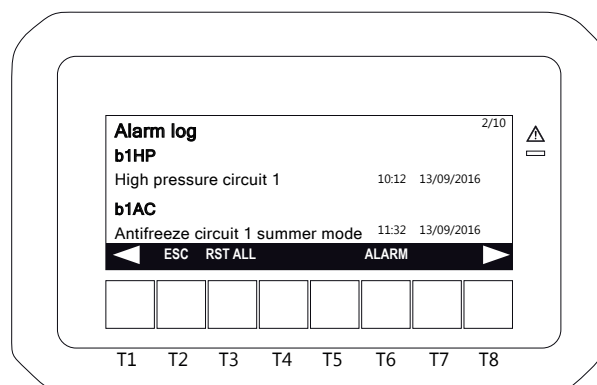 Alarm log 2/10
b1HP
High pressure circuit 1 10:12 13/09/2016
b1AC
Antifreeze circuit 1 summer mode 11:32 13/09/2016
ESC RST ALL ALARM
T1 T2 T3 T4 T5 T6 T7 T8